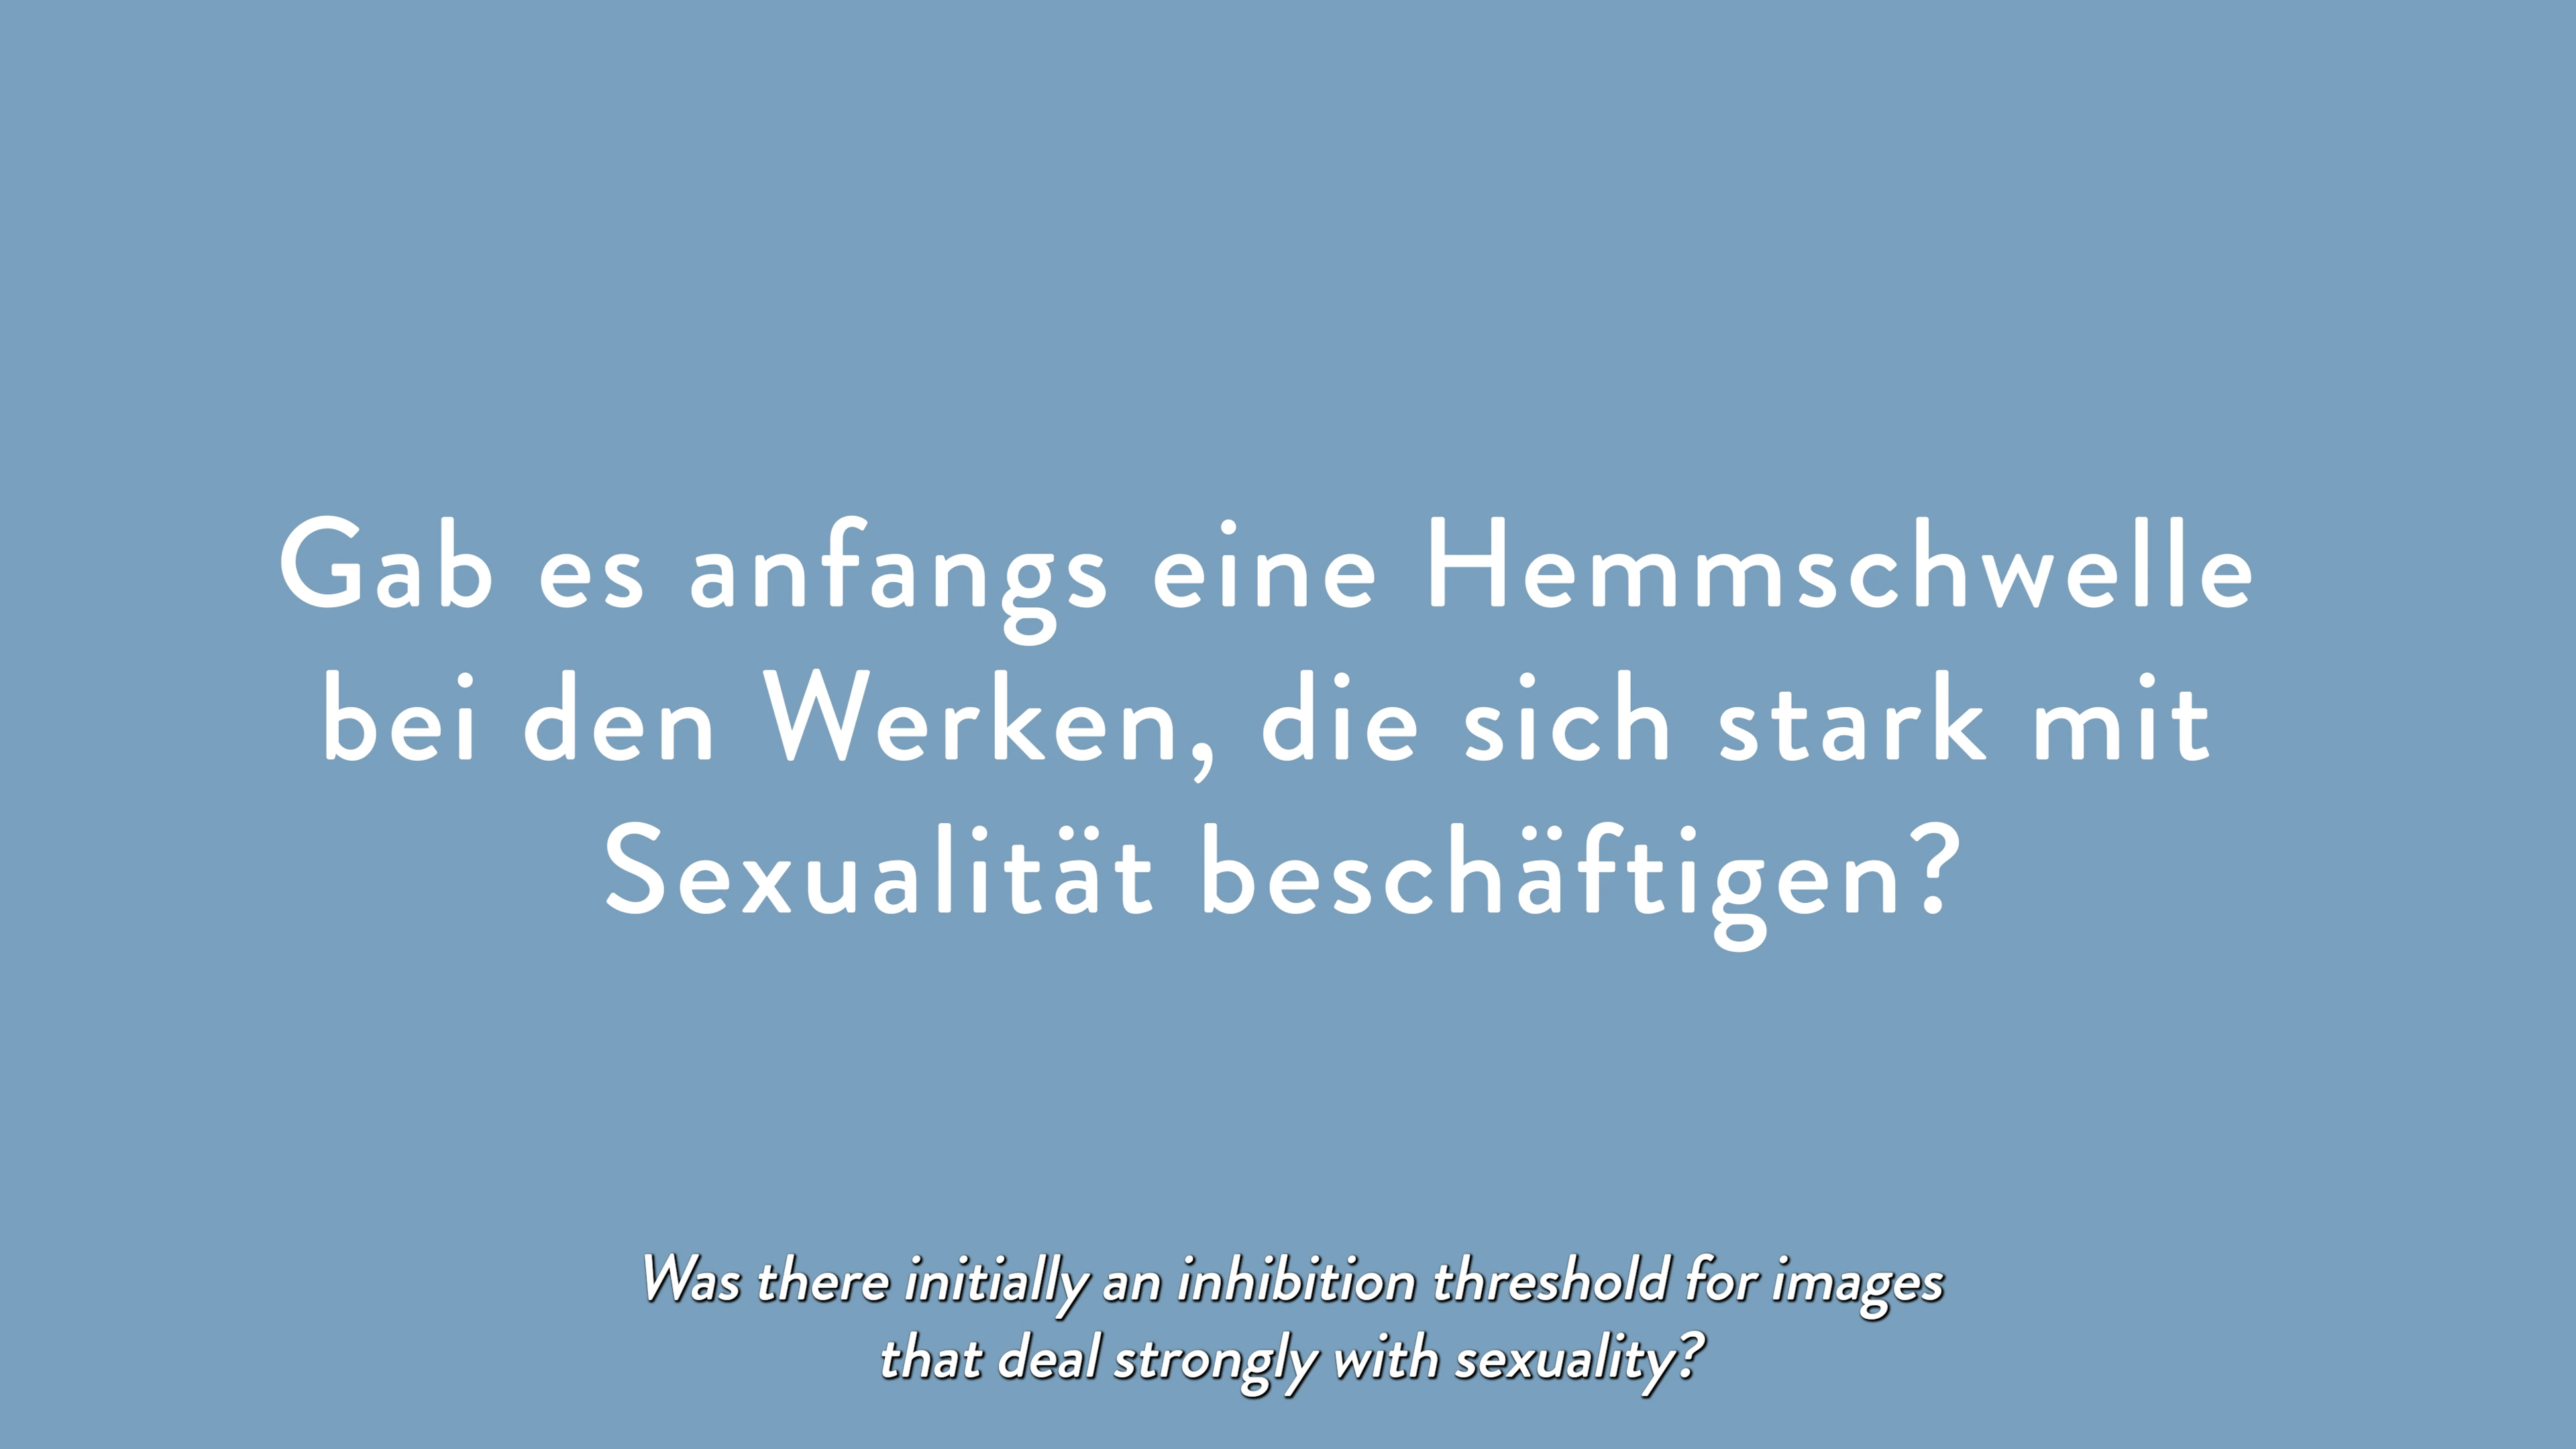 Gab es anfangs eine Hemmschwelle
bei den Werken, die sich stark mit
Sexualität beschäftigen?
Was there initially an inhibition threshold for images
that deal strongly with sexuality?